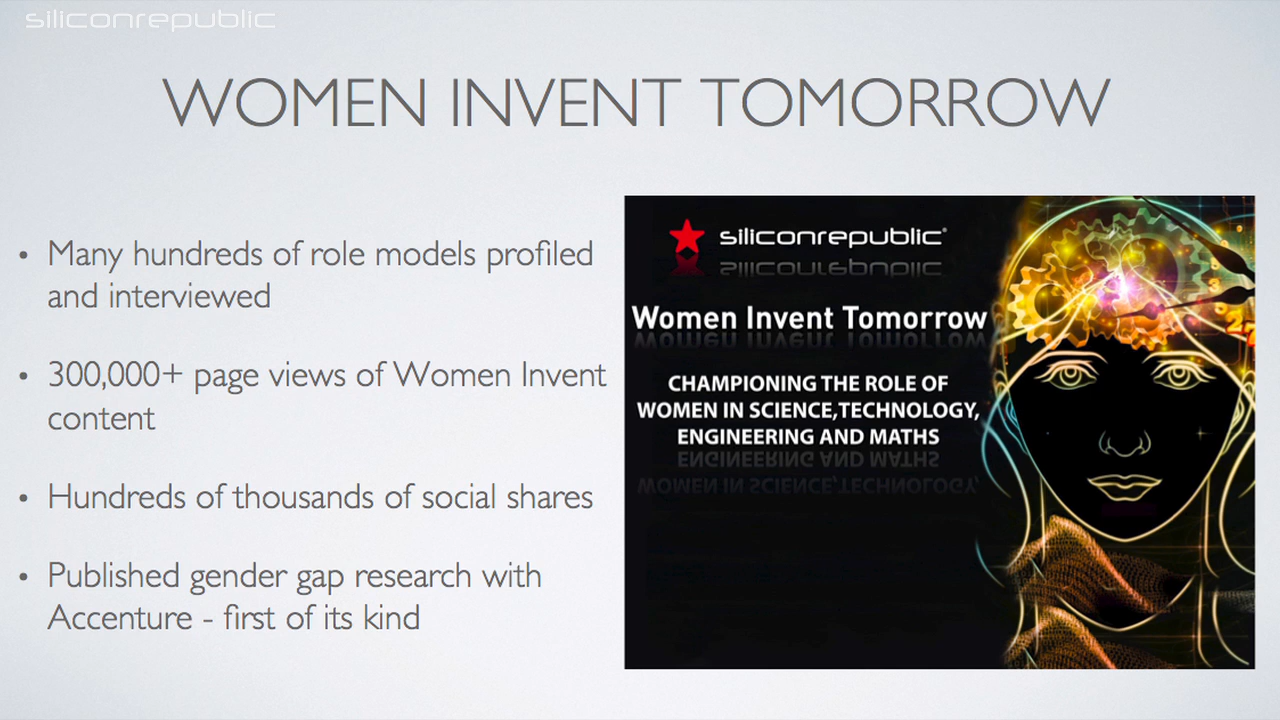 siliconrepublic
WOMEN INVENT TOMORROW
• Many hundreds of role models profiled
and interviewed
• 300,000+ page views of Women Invent
content
• Hundreds of thousands of social shares
• Published gender gap research with
Accenture - first of its kind
siliconrepublic®
Women Invent Tomorrow
CHAMPIONING THE ROLE OF
WOMEN IN SCIENCE,TECHNOLOGY,
ENGINEERING AND MATHS